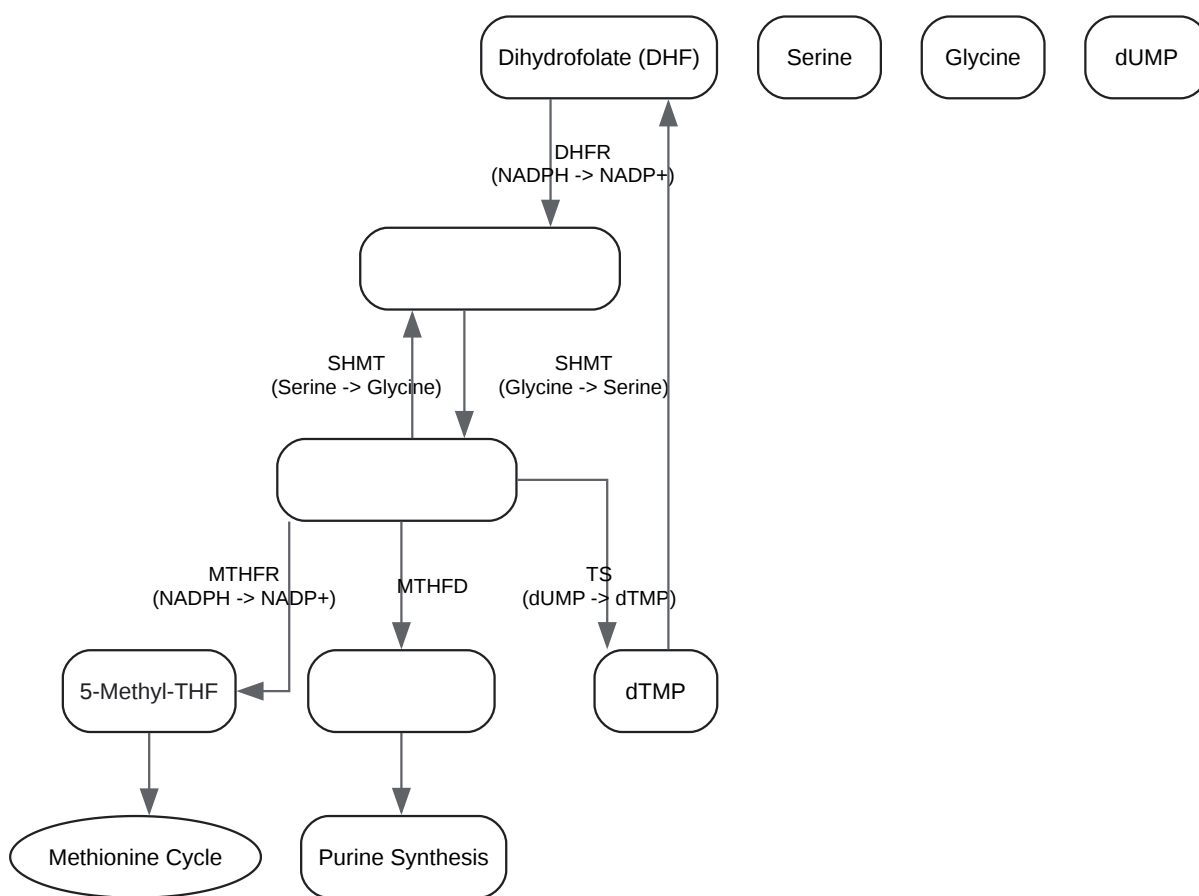 Dihydrofolate (DHF)
Serine
Glycine
dUMP
DHFR
(NADPH -> NADP+)
SHMT
(Serine -> Glycine)
SHMT
(Glycine -> Serine)
MTHFR
(NADPH -> NADP+)
MTHFD
TS
(dUMP -> dTMP)
5-Methyl-THF
dTMP
Methionine Cycle
Purine Synthesis